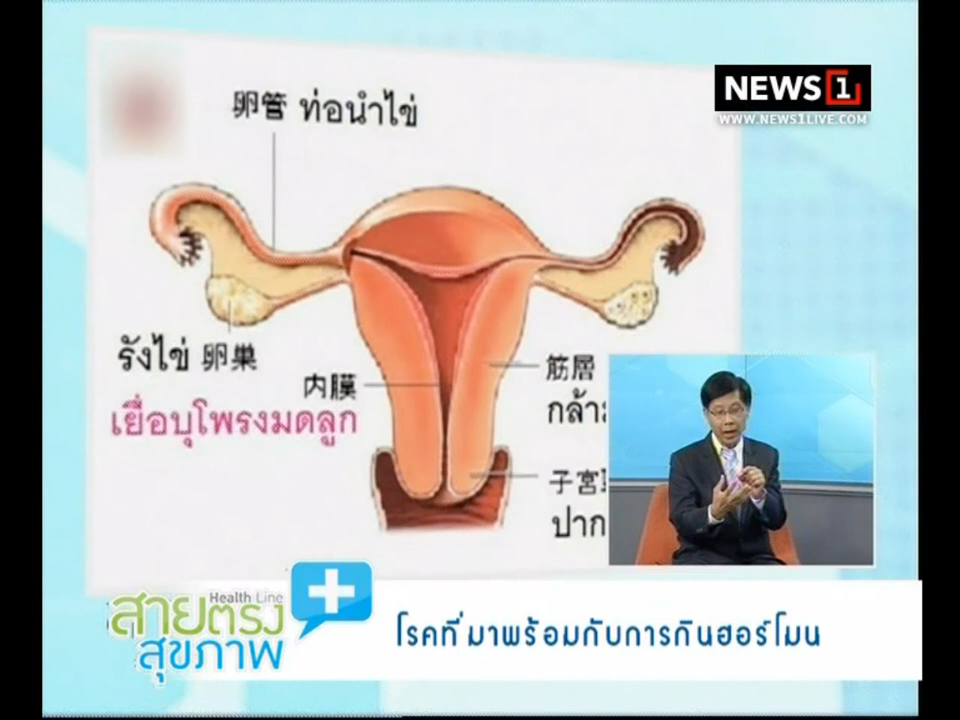 NEWS 1
WWW.NEWS1LIVE.COM
卵管 ท่อนำไข่
รังไข่ 卵巣
内膜
เยื่อบุโพรงมดลูก
筋層
กล้าม
子宮
ปาก
Health Line
สายตรง
สุขภาพ
โรคที่มาพร้อมกับการกินฮอร์โมน